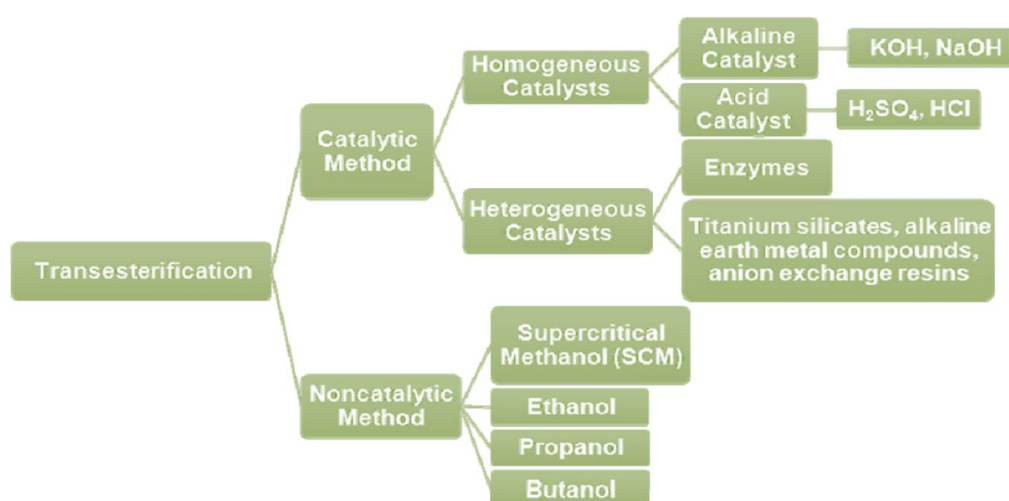 Transesterification
Catalytic
Method
Homogeneous
Catalysts
Alkaline
Catalyst
KOH, NaOH
Acid
Catalyst
H₂SO₄, HCl
Heterogeneous
Catalysts
Enzymes
Titanium silicates, alkaline
earth metal compounds,
anion exchange resins
Noncatalytic
Method
Supercritical
Methanol (SCM)
Ethanol
Propanol
Butanol